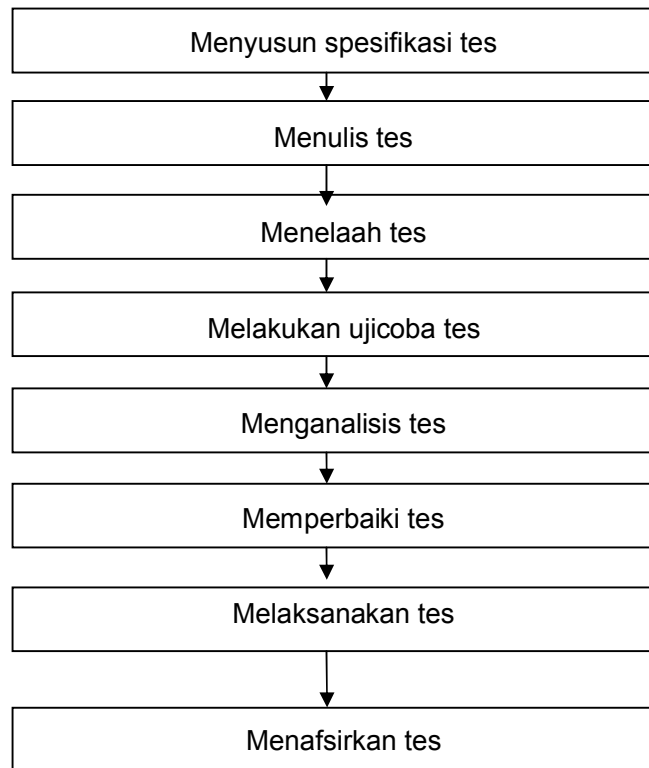 Menyusun spesifikasi tes
Menulis tes
Menelaah tes
Melakukan ujicoba tes
Menganalisis tes
Memperbaiki tes
Melaksanakan tes
Menafsirkan tes